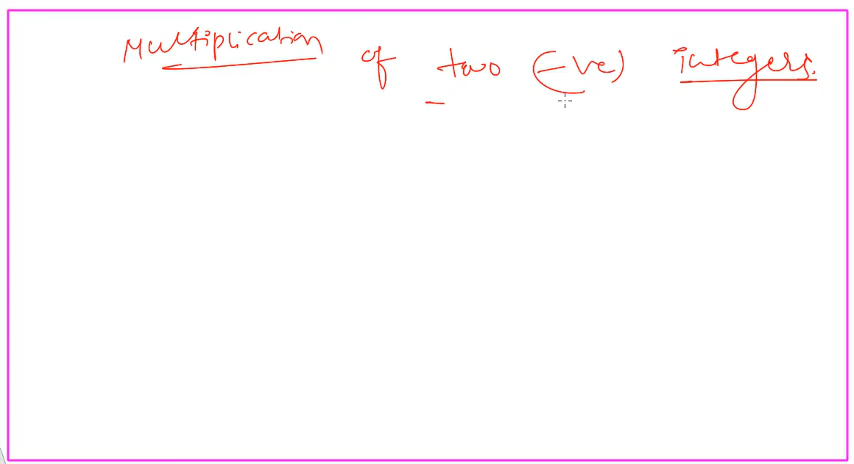 Multiplication of two (-ve) integers.